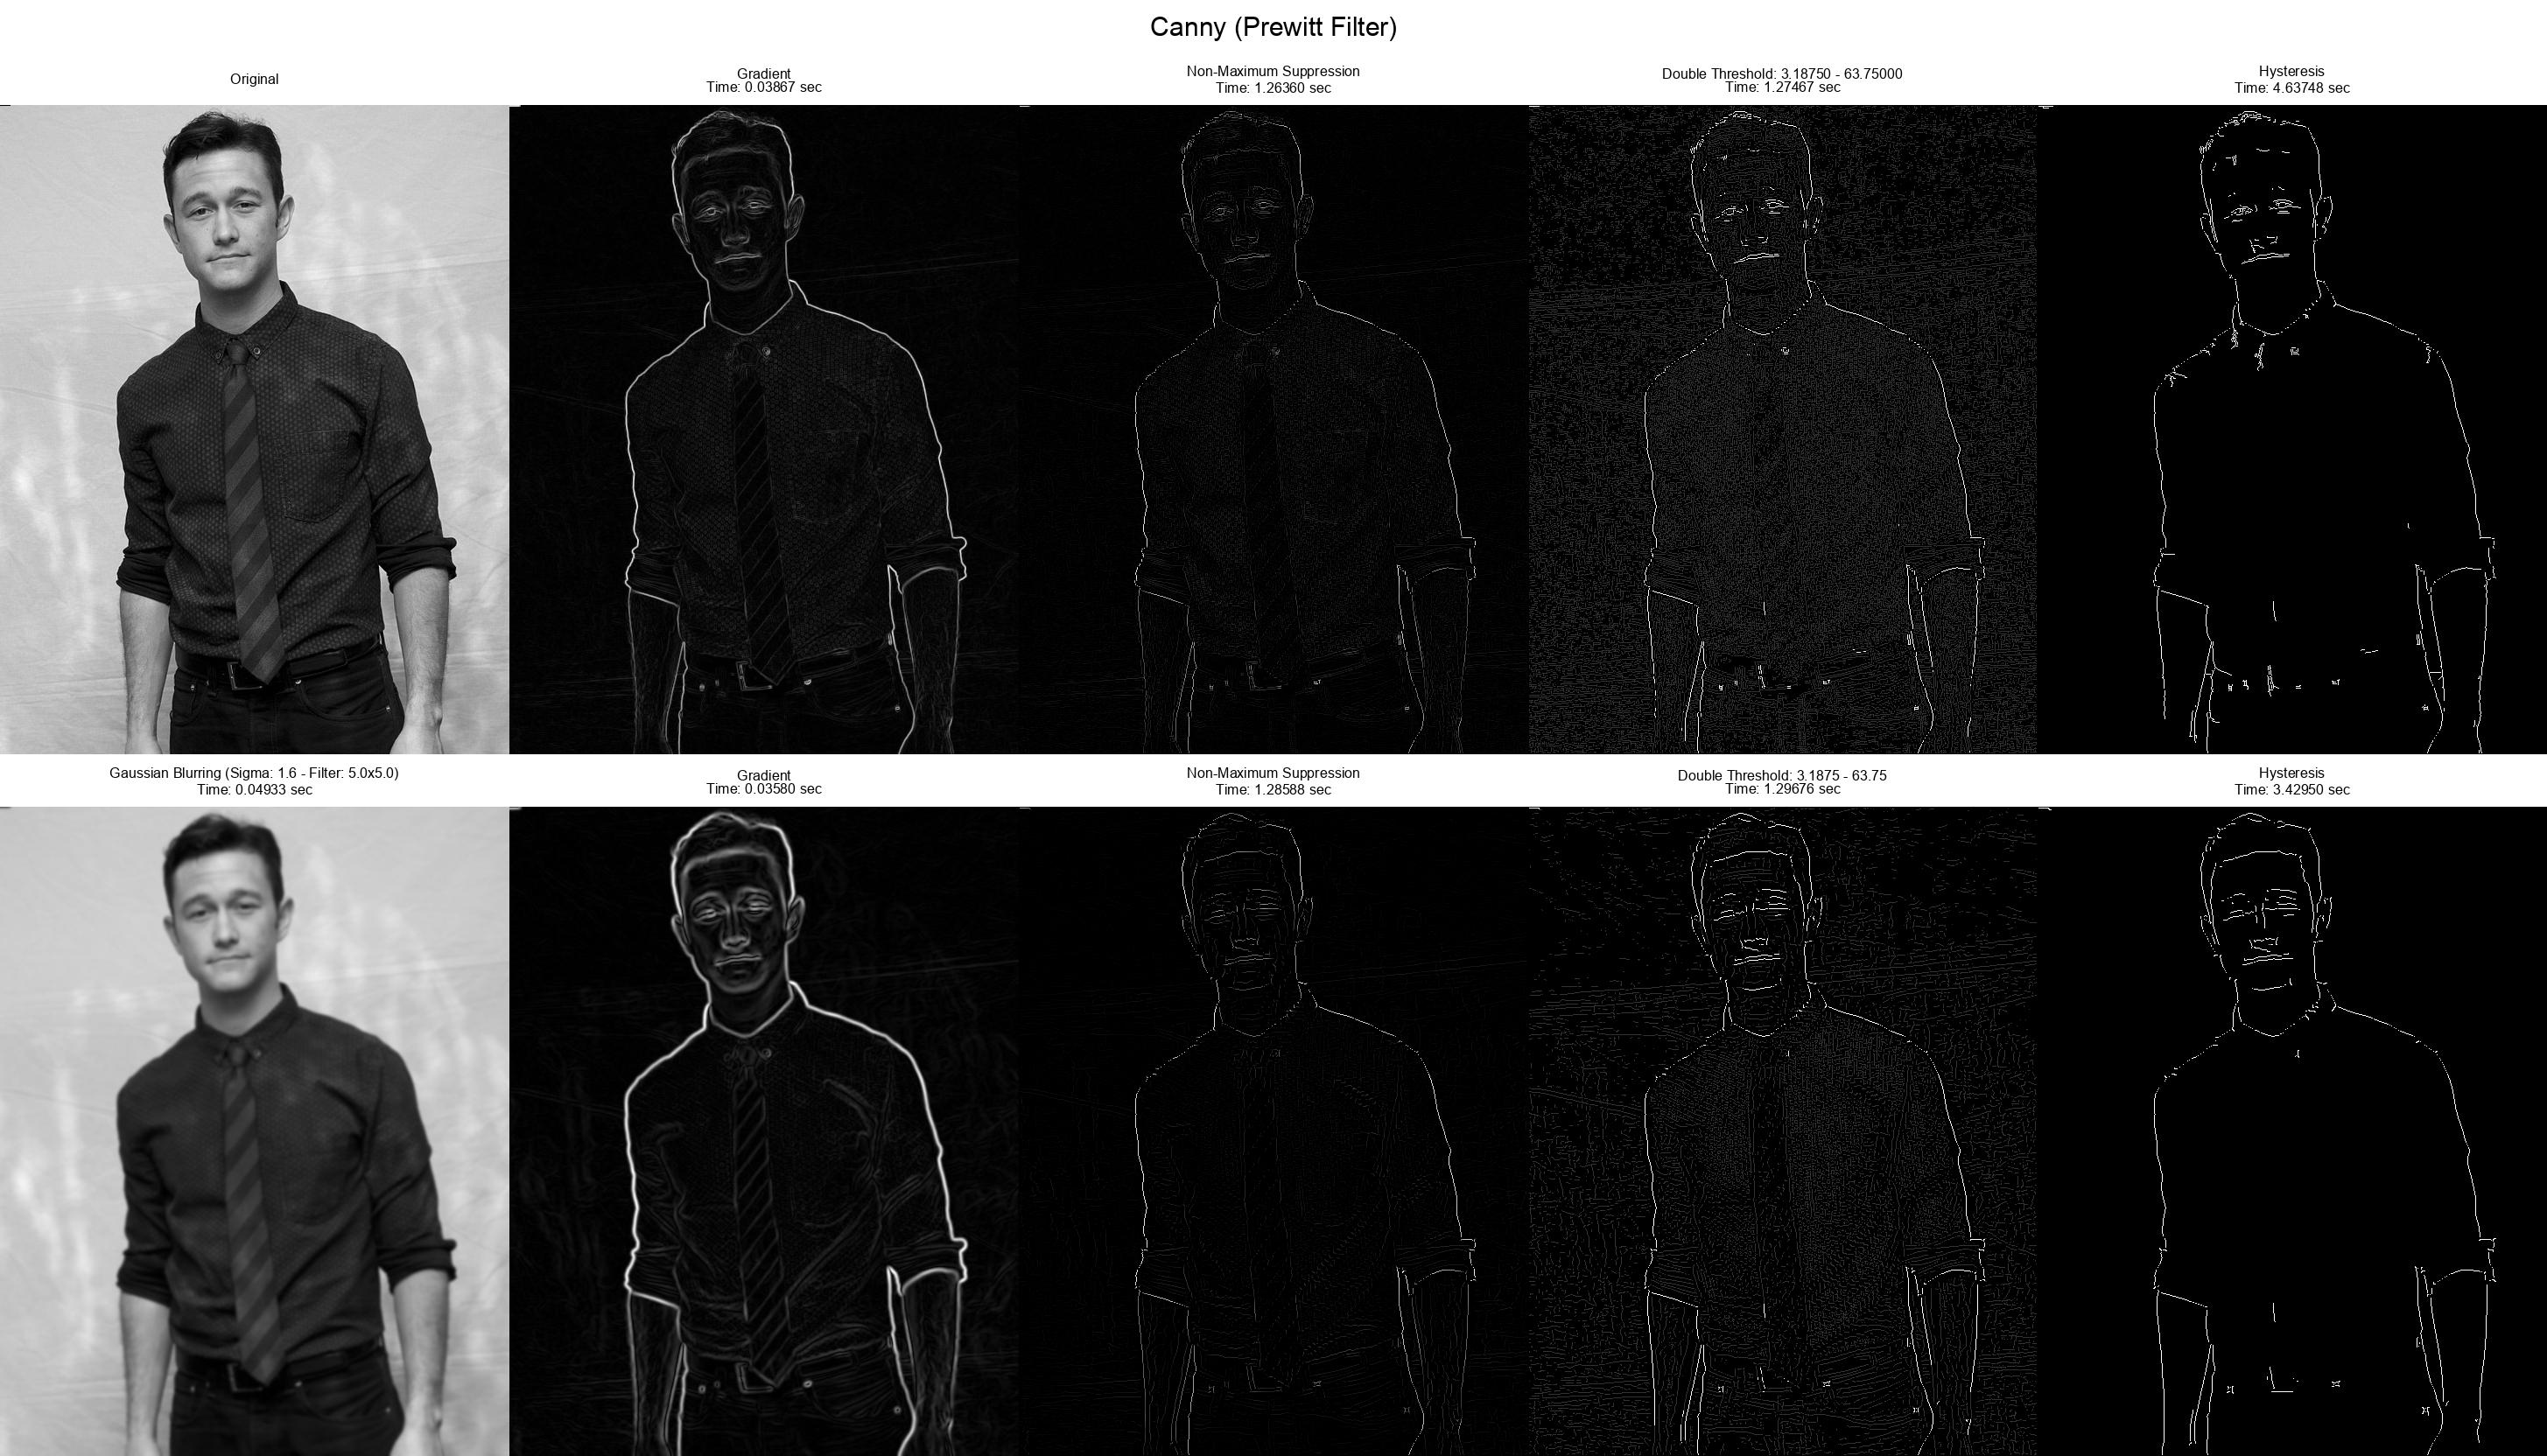 Canny (Prewitt Filter)
Original
Gradient
Time: 0.03867 sec
Non-Maximum Suppression
Time: 1.26360 sec
Double Threshold: 3.18750 - 63.75000
Time: 1.27467 sec
Hysteresis
Time: 4.63748 sec
Gaussian Blurring (Sigma: 1.6 - Filter: 5.0x5.0)
Time: 0.04933 sec
Gradient
Time: 0.03580 sec
Non-Maximum Suppression
Time: 1.28588 sec
Double Threshold: 3.1875 - 63.75
Time: 1.29676 sec
Hysteresis
Time: 3.42950 sec